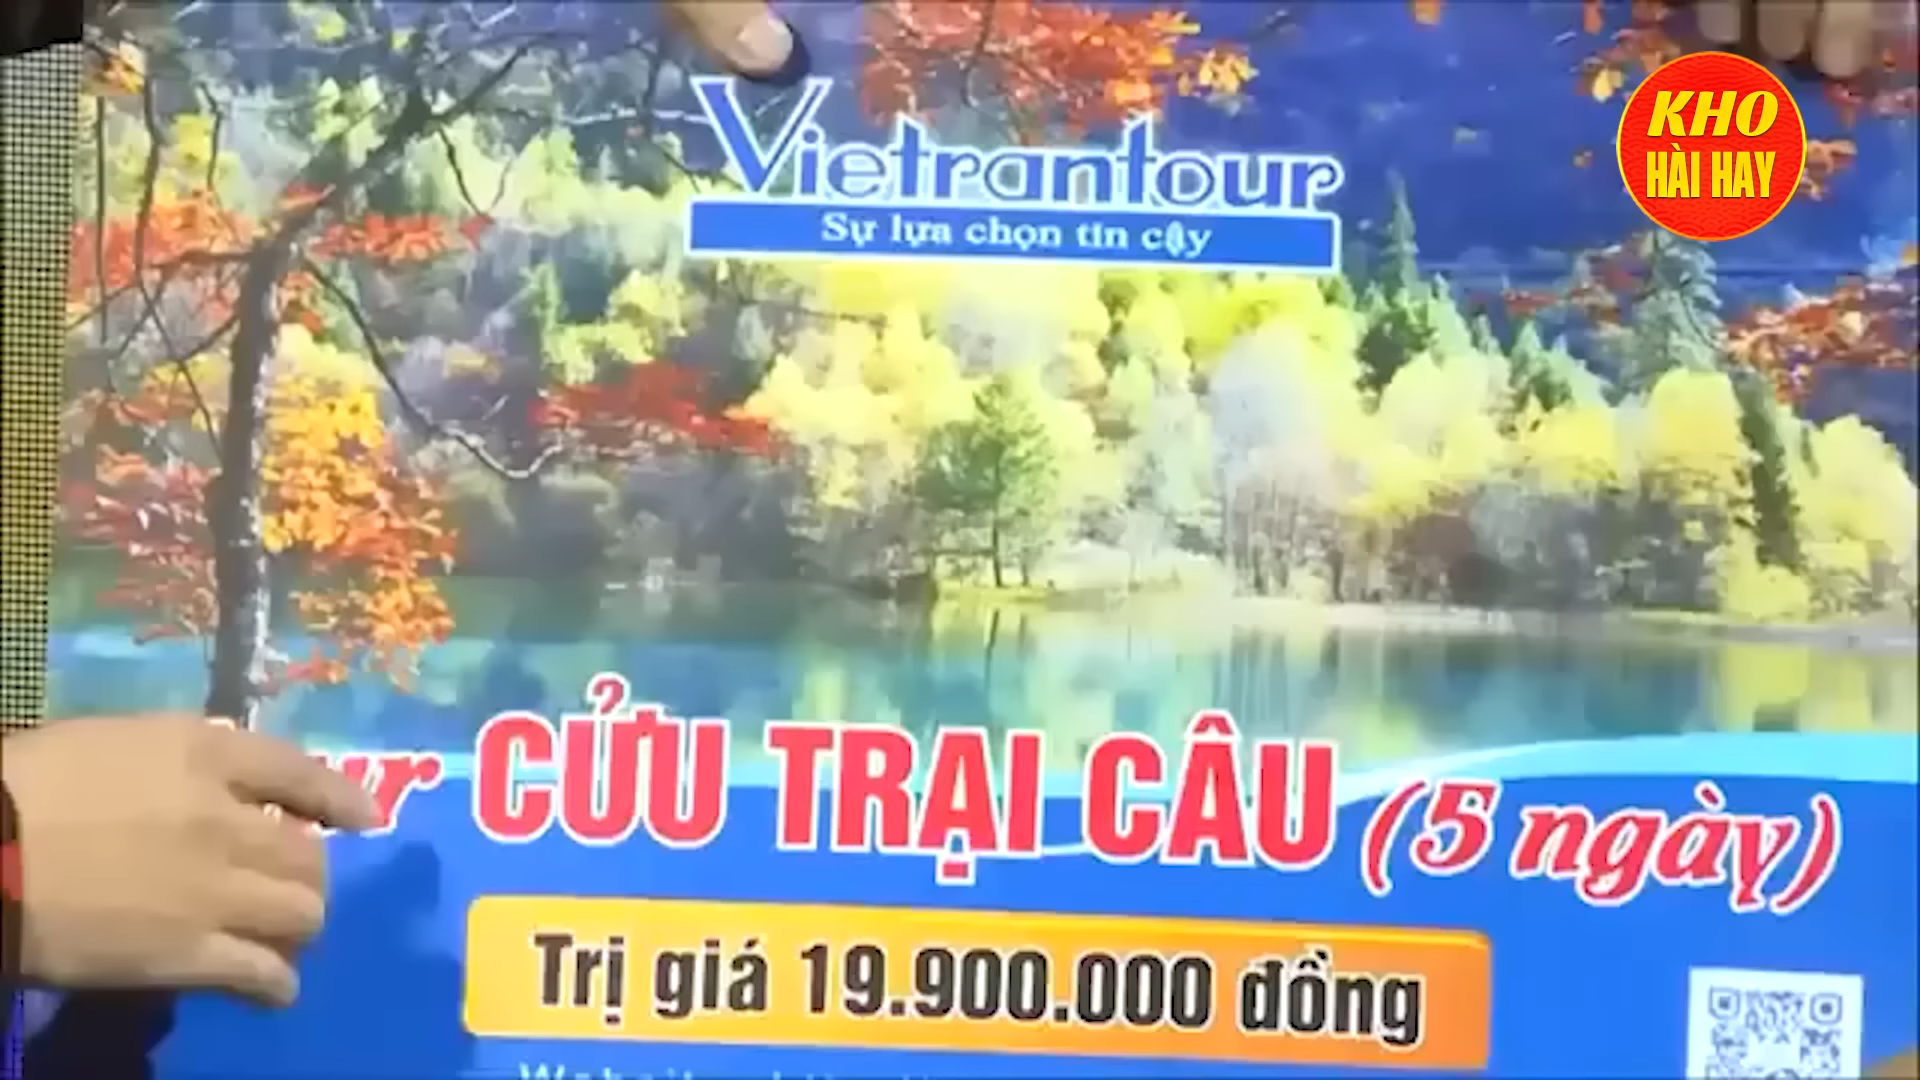 Vietrantour
Sự lựa chọn tin cậy
KHO
HÀI HAY
CỬU TRẠI CÂU (5 ngày)
Trị giá 19.900.000 đồng